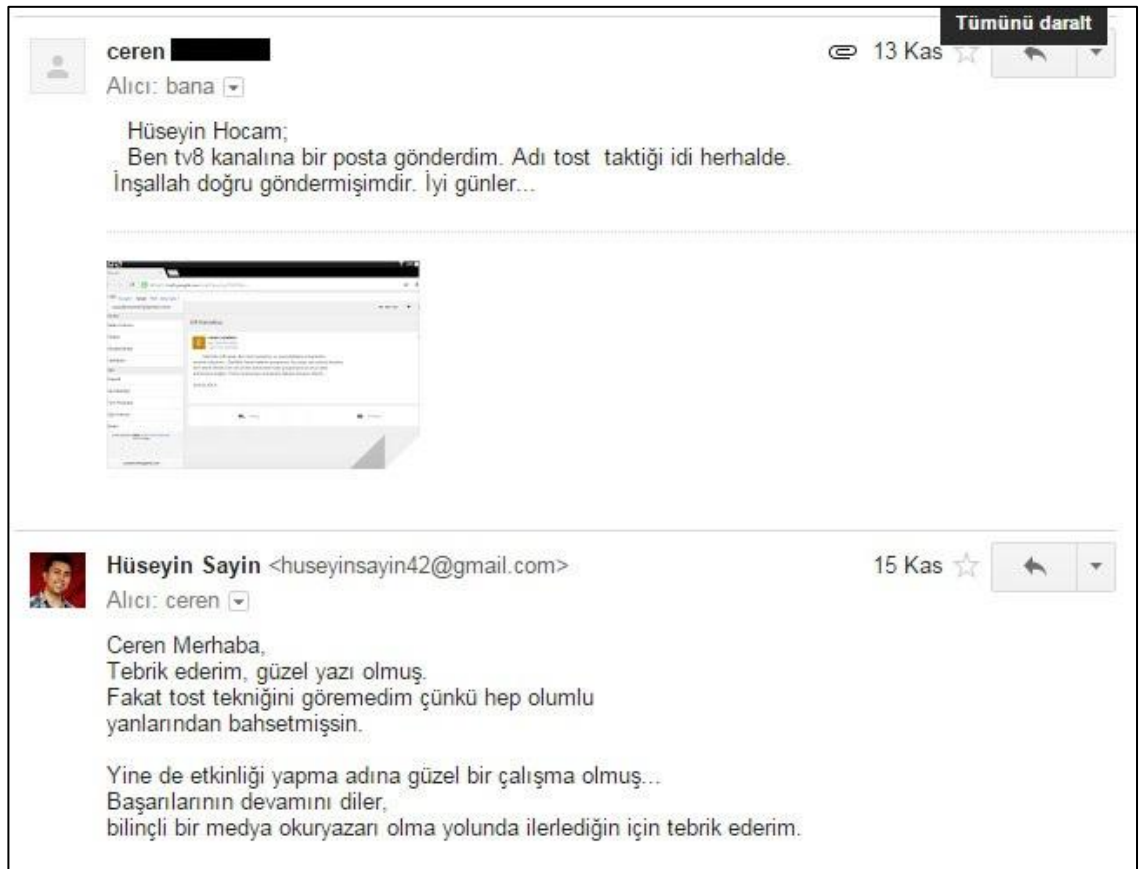 Tümünü daralt
ceren
13 Kas
Alıcı: bana
Hüseyin Hocam;
Ben tv8 kanalına bir posta gönderdim. Adı tost taktiği idi herhalde.
İnşallah doğru göndermişimdir. İyi günler...
Hüseyin Sayin <huseyinsayin42@gmail.com>
15 Kas
Alıcı: ceren
Ceren Merhaba,
Tebrik ederim, güzel yazı olmuş.
Fakat tost tekniğini göremedim çünkü hep olumlu
yanlarından bahsetmişsin.
Yine de etkinliği yapma adına güzel bir çalışma olmuş...
Başarılarının devamını diler,
bilinçli bir medya okuryazarı olma yolunda ilerlediğin için tebrik ederim.